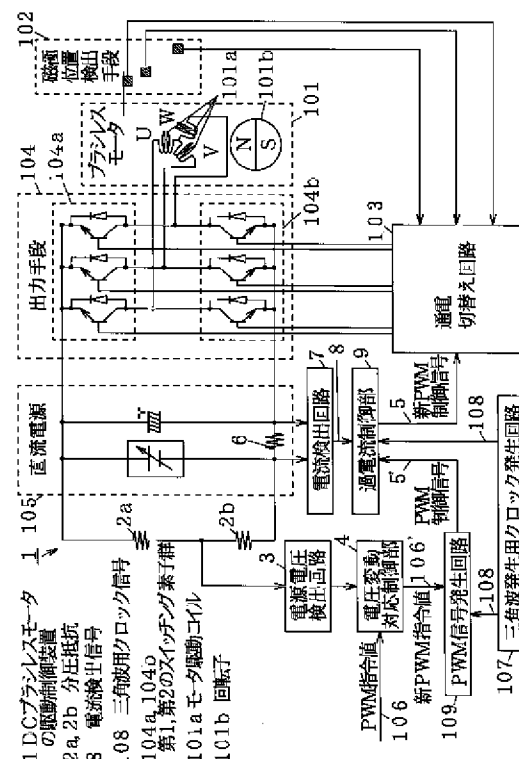 1 DCブラシレスモータ
の駆動制御装置
2a,2b 分圧抵抗
8 電流検出信号
108 三角波用クロック信号
104a,104b
第1,第2のスイッチング素子群
101a モータ駆動コイル
101b 回転子
1
105
直流電源
104
出力手段
104a
104b
102
磁極
位置
検出
手段
ブラシレス
モータ
U
W
V
101a
101b
101
N
S
2a
2b
6
3
電源電圧
検出回路
4
電圧変動
対応制御部
PWM指令値
106
新PWM指令値
106'
109
PWM信号発生回路
7
電流検出回路
8
9
過電流制御部
5
新PWM
制御信号
5'
PWM
制御信号
108
108
103
通電
切替え回路
107
三角波発生用クロック発生回路